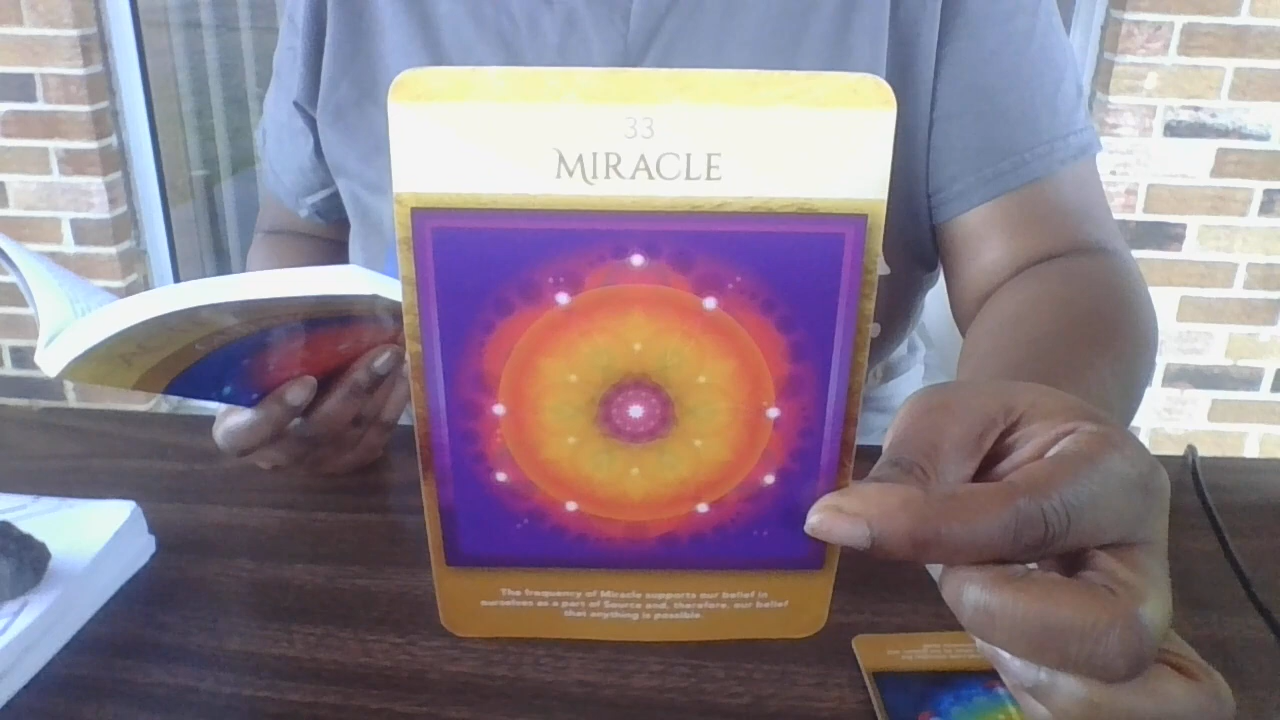 33
MIRACLE
The frequency of Miracle supports our belief in
ourselves as a part of Source and, therefore, our belief
that anything is possible.